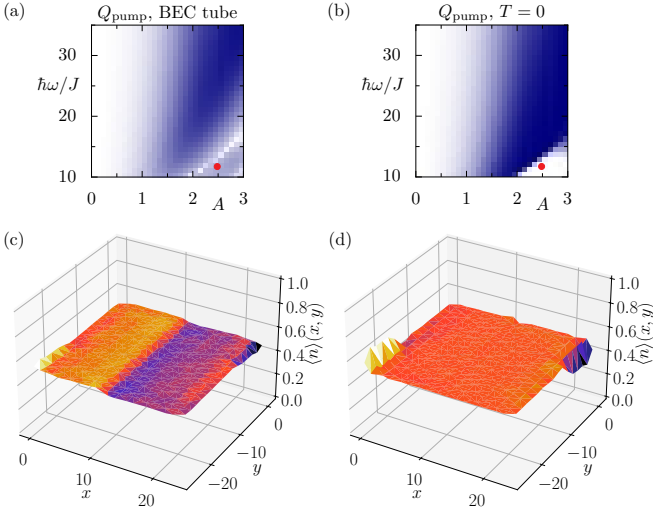 (a)
Q_pump, BEC tube
ħω/J
30
20
10
0
1
2
A
3
(b)
Q_pump, T = 0
ħω/J
30
20
10
0
1
2
A
3
(c)
1.0
0.8
0.6
0.4
0.2
0.0
⟨n⟩(x, y)
0
10
20
x
0
−10
−20
y
(d)
1.0
0.8
0.6
0.4
0.2
0.0
⟨n⟩(x, y)
0
10
20
x
0
−10
−20
y